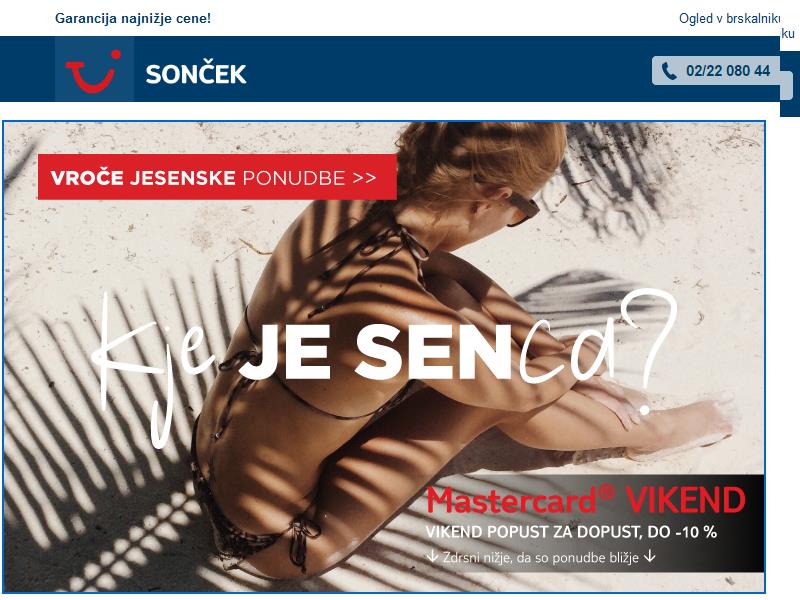 Garancija najnižje cene!
Ogled v brskalniku
ku
SONČEK
02/22 080 44
VROČE JESENSKE PONUDBE >>
kje JE SENca?
Mastercard® VIKEND
VIKEND POPUST ZA DOPUST, DO -10 %
↓ Zdrsni nižje, da so ponudbe bližje ↓